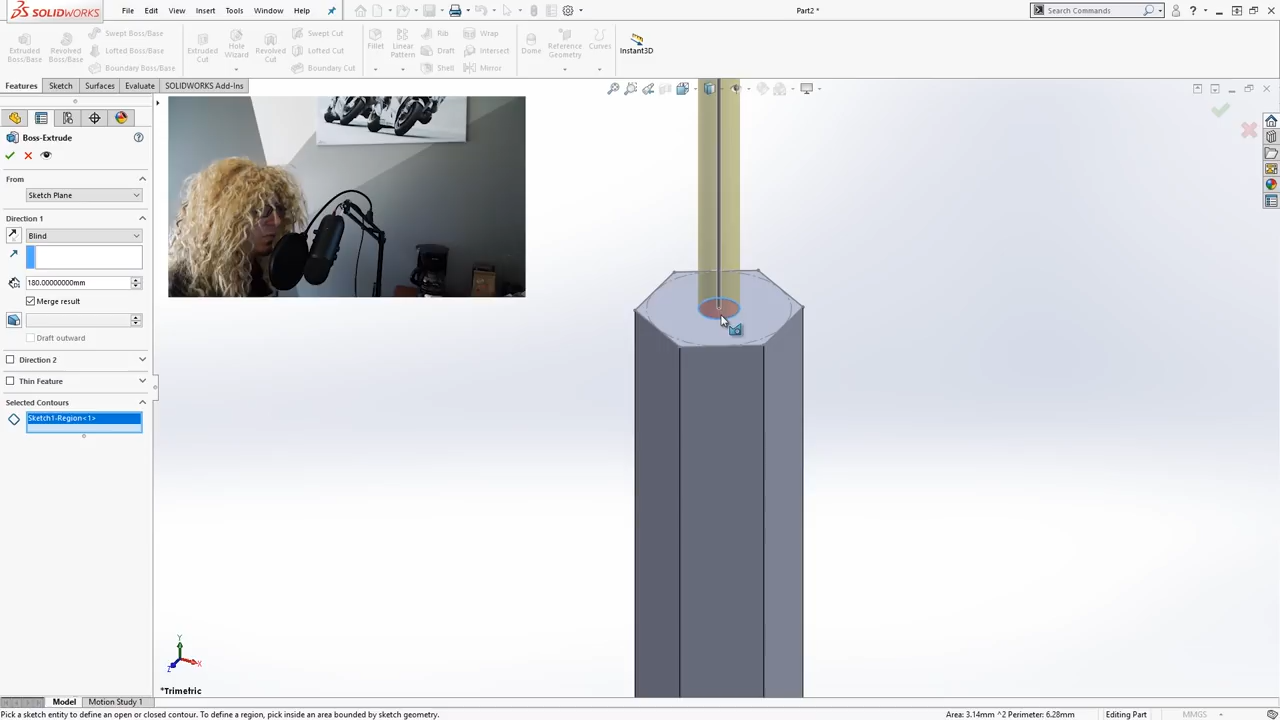 SOLIDWORKS
File Edit View Insert Tools Window Help
Part2 *
Search Commands
Extruded Boss/Base
Revolved Boss/Base
Swept Boss/Base
Lofted Boss/Base
Boundary Boss/Base
Extruded Cut
Hole Wizard
Revolved Cut
Swept Cut
Lofted Cut
Boundary Cut
Fillet
Linear Pattern
Rib
Draft
Shell
Wrap
Intersect
Mirror
Dome
Reference Geometry
Curves
Instant3D
Features Sketch Surfaces Evaluate SOLIDWORKS Add-Ins
Boss-Extrude
From
Sketch Plane
Direction 1
Blind
180.00000000mm
Merge result
Draft outward
Direction 2
Thin Feature
Selected Contours
Sketch1-Region<1>
Y
X
Z
*Trimetric
Model Motion Study 1
Pick a sketch entity to define an open or closed contour. To define a region, pick inside an area bounded by sketch geometry.
Area: 3.14mm ^2 Perimeter: 6.28mm
Editing Part
MMGS